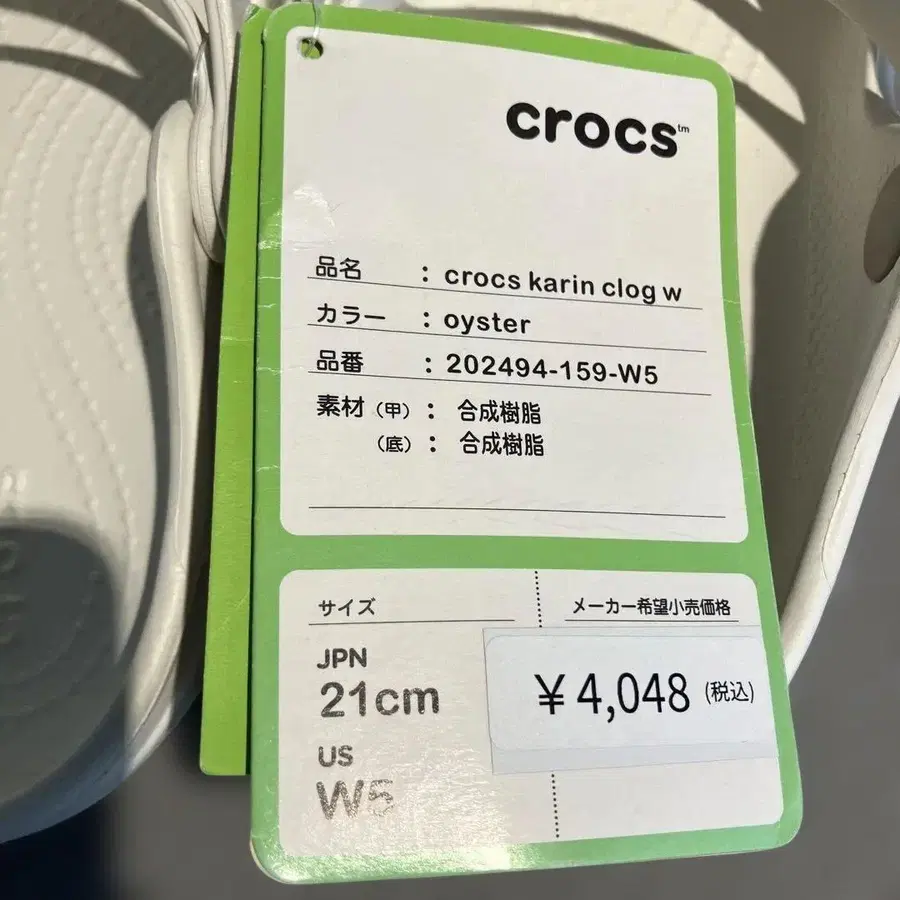 crocs™
品名 : crocs karin clog w
カラー : oyster
品番 : 202494-159-W5
素材（甲）： 合成樹脂
（底）： 合成樹脂
サイズ
メーカー希望小売価格
JPN
21cm
¥4,048 (税込)
US
W5